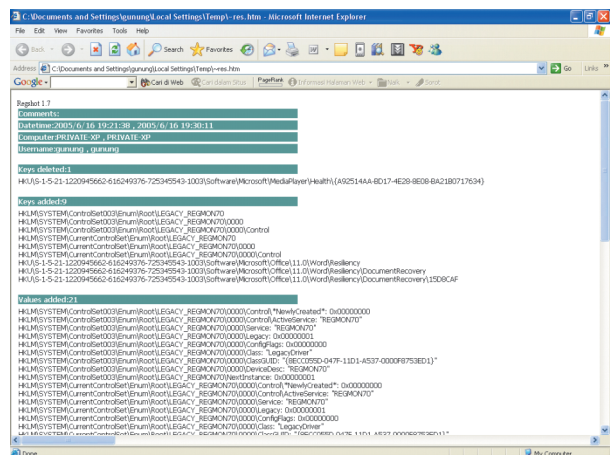 C:\Documents and Settings\gunung\Local Settings\Temp\~res.htm - Microsoft Internet Explorer
File Edit View Favorites Tools Help
Back Search Favorites
Address C:\Documents and Settings\gunung\Local Settings\Temp\~res.htm Go Links
Google Cari di Web Cari dalam Situs PageRank Informasi Halaman Web
Regshot 1.7
Comments:
Datetime:2005/6/16 19:21:38 , 2005/6/16 19:30:11
Computer:PRIVATE-XP , PRIVATE-XP
Username:gunung , gunung
Keys deleted:1
HKU\S-1-5-21-1220945662-616249376-725345543-1003\Software\Microsoft\MediaPlayer\Health\{A92514AA-BD17-4E28-8E08-BA21B0717634}
Keys added:9
HKLM\SYSTEM\ControlSet003\Enum\Root\LEGACY_REGMON70
HKLM\SYSTEM\ControlSet003\Enum\Root\LEGACY_REGMON70\0000
HKLM\SYSTEM\ControlSet003\Enum\Root\LEGACY_REGMON70\0000\Control
HKLM\SYSTEM\CurrentControlSet\Enum\Root\LEGACY_REGMON70
HKLM\SYSTEM\CurrentControlSet\Enum\Root\LEGACY_REGMON70\0000
HKLM\SYSTEM\CurrentControlSet\Enum\Root\LEGACY_REGMON70\0000\Control
HKU\S-1-5-21-1220945662-616249376-725345543-1003\Software\Microsoft\Office\11.0\Word\Resiliency
HKU\S-1-5-21-1220945662-616249376-725345543-1003\Software\Microsoft\Office\11.0\Word\Resiliency\DocumentRecovery
HKU\S-1-5-21-1220945662-616249376-725345543-1003\Software\Microsoft\Office\11.0\Word\Resiliency\DocumentRecovery\15D8CAF
Values added:21
HKLM\SYSTEM\ControlSet003\Enum\Root\LEGACY_REGMON70\0000\Control\*NewlyCreated*: 0x00000000
HKLM\SYSTEM\ControlSet003\Enum\Root\LEGACY_REGMON70\0000\Control\ActiveService: "REGMON70"
HKLM\SYSTEM\ControlSet003\Enum\Root\LEGACY_REGMON70\0000\Service: "REGMON70"
HKLM\SYSTEM\ControlSet003\Enum\Root\LEGACY_REGMON70\0000\Legacy: 0x00000001
HKLM\SYSTEM\ControlSet003\Enum\Root\LEGACY_REGMON70\0000\ConfigFlags: 0x00000000
HKLM\SYSTEM\ControlSet003\Enum\Root\LEGACY_REGMON70\0000\Class: "LegacyDriver"
HKLM\SYSTEM\ControlSet003\Enum\Root\LEGACY_REGMON70\0000\ClassGUID: "{8ECC055D-047F-11D1-A537-0000F8753ED1}"
HKLM\SYSTEM\ControlSet003\Enum\Root\LEGACY_REGMON70\0000\DeviceDesc: "REGMON70"
HKLM\SYSTEM\ControlSet003\Enum\Root\LEGACY_REGMON70\NextInstance: 0x00000001
HKLM\SYSTEM\CurrentControlSet\Enum\Root\LEGACY_REGMON70\0000\Control\*NewlyCreated*: 0x00000000
HKLM\SYSTEM\CurrentControlSet\Enum\Root\LEGACY_REGMON70\0000\Control\ActiveService: "REGMON70"
HKLM\SYSTEM\CurrentControlSet\Enum\Root\LEGACY_REGMON70\0000\Service: "REGMON70"
HKLM\SYSTEM\CurrentControlSet\Enum\Root\LEGACY_REGMON70\0000\Legacy: 0x00000001
HKLM\SYSTEM\CurrentControlSet\Enum\Root\LEGACY_REGMON70\0000\ConfigFlags: 0x00000000
HKLM\SYSTEM\CurrentControlSet\Enum\Root\LEGACY_REGMON70\0000\Class: "LegacyDriver"
HKLM\SYSTEM\CurrentControlSet\Enum\Root\LEGACY_REGMON70\0000\ClassGUID: "{8ECC055D-047F-11D1-A537-0000F8753ED1}"
Done My Computer